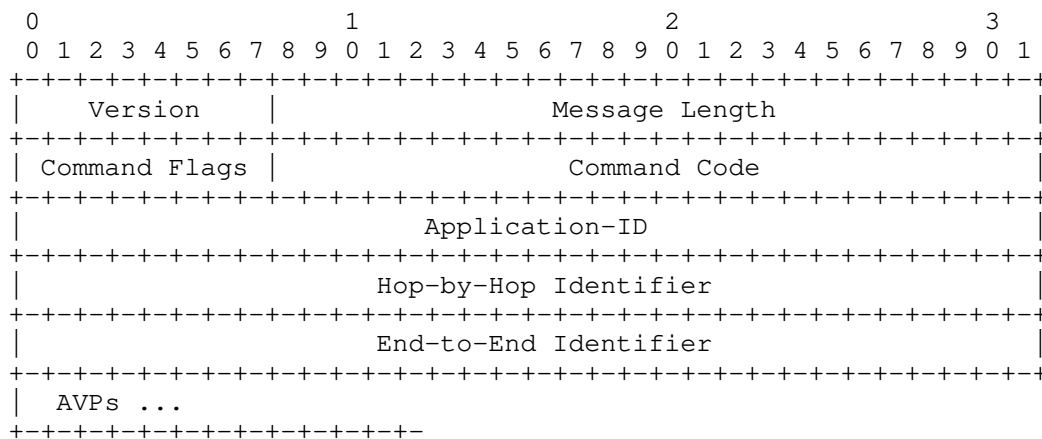 0                   1                   2                   3
 0 1 2 3 4 5 6 7 8 9 0 1 2 3 4 5 6 7 8 9 0 1 2 3 4 5 6 7 8 9 0 1
+-+-+-+-+-+-+-+-+-+-+-+-+-+-+-+-+-+-+-+-+-+-+-+-+-+-+-+-+-+-+-+-+
|    Version    |                 Message Length                |
+-+-+-+-+-+-+-+-+-+-+-+-+-+-+-+-+-+-+-+-+-+-+-+-+-+-+-+-+-+-+-+-+
| Command Flags |                  Command Code                 |
+-+-+-+-+-+-+-+-+-+-+-+-+-+-+-+-+-+-+-+-+-+-+-+-+-+-+-+-+-+-+-+-+
|                         Application-ID                        |
+-+-+-+-+-+-+-+-+-+-+-+-+-+-+-+-+-+-+-+-+-+-+-+-+-+-+-+-+-+-+-+-+
|                      Hop-by-Hop Identifier                    |
+-+-+-+-+-+-+-+-+-+-+-+-+-+-+-+-+-+-+-+-+-+-+-+-+-+-+-+-+-+-+-+-+
|                      End-to-End Identifier                    |
+-+-+-+-+-+-+-+-+-+-+-+-+-+-+-+-+-+-+-+-+-+-+-+-+-+-+-+-+-+-+-+-+
|  AVPs ...
+-+-+-+-+-+-+-+-+-+-+-+-+-